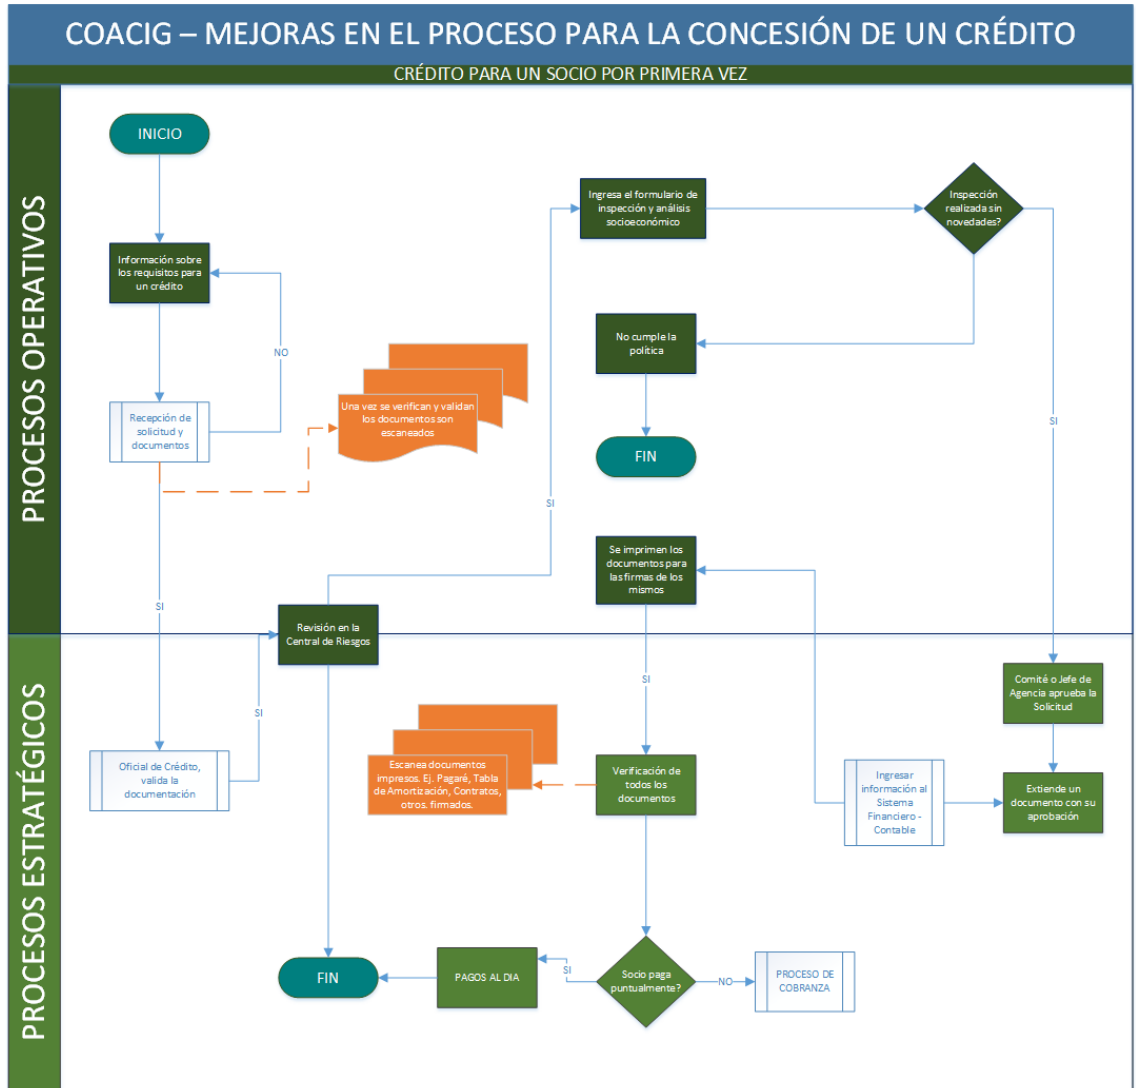 COACIG – MEJORAS EN EL PROCESO PARA LA CONCESIÓN DE UN CRÉDITO
CRÉDITO PARA UN SOCIO POR PRIMERA VEZ
PROCESOS OPERATIVOS
INICIO
Información sobre
los requisitos para
un crédito
NO
Recepción de
solicitud y
documentos
Una vez se verifican y validan
los documentos son
escaneados
SI
Ingresa el formulario de
inspección y análisis
socioeconómico
Inspección
realizada sin
novedades?
No cumple la
política
FIN
SI
SI
Se imprimen los
documentos para
las firmas de los
mismos
Revisión en la
Central de Riesgos
PROCESOS ESTRATÉGICOS
SI
SI
Oficial de Crédito,
valida la
documentación
Escanea documentos
impresos. Ej. Pagaré, Tabla
de Amortización, Contratos,
otros. firmados.
Verificación de
todos los
documentos
Comité o Jefe de
Agencia aprueba la
Solicitud
Ingresar
información al
Sistema
Financiero -
Contable
Extiende un
documento con su
aprobación
FIN
PAGOS AL DIA
SI
Socio paga
puntualmente?
NO
PROCESO DE
COBRANZA